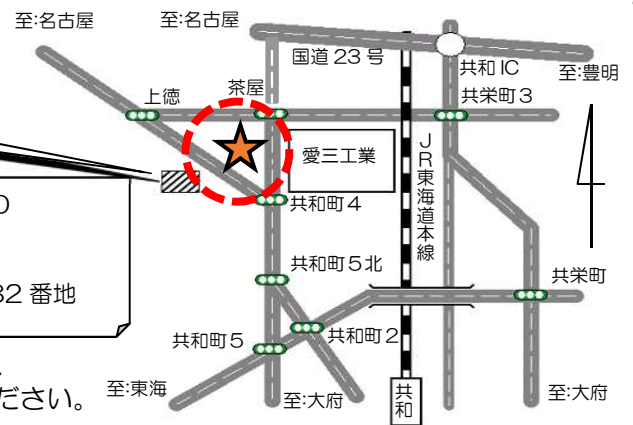 至:名古屋
至:名古屋
国道23号
共和IC
至:豊明
上徳
茶屋
共栄町3
愛三工業
JR東海道本線
共和町4
32番地
共和町5北
共栄町
共和町5
共和町2
ださい。
至:東海
至:大府
共和
至:大府